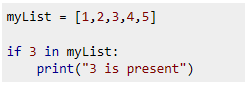 myList = [1,2,3,4,5]
if 3 in myList:
    print("3 is present")